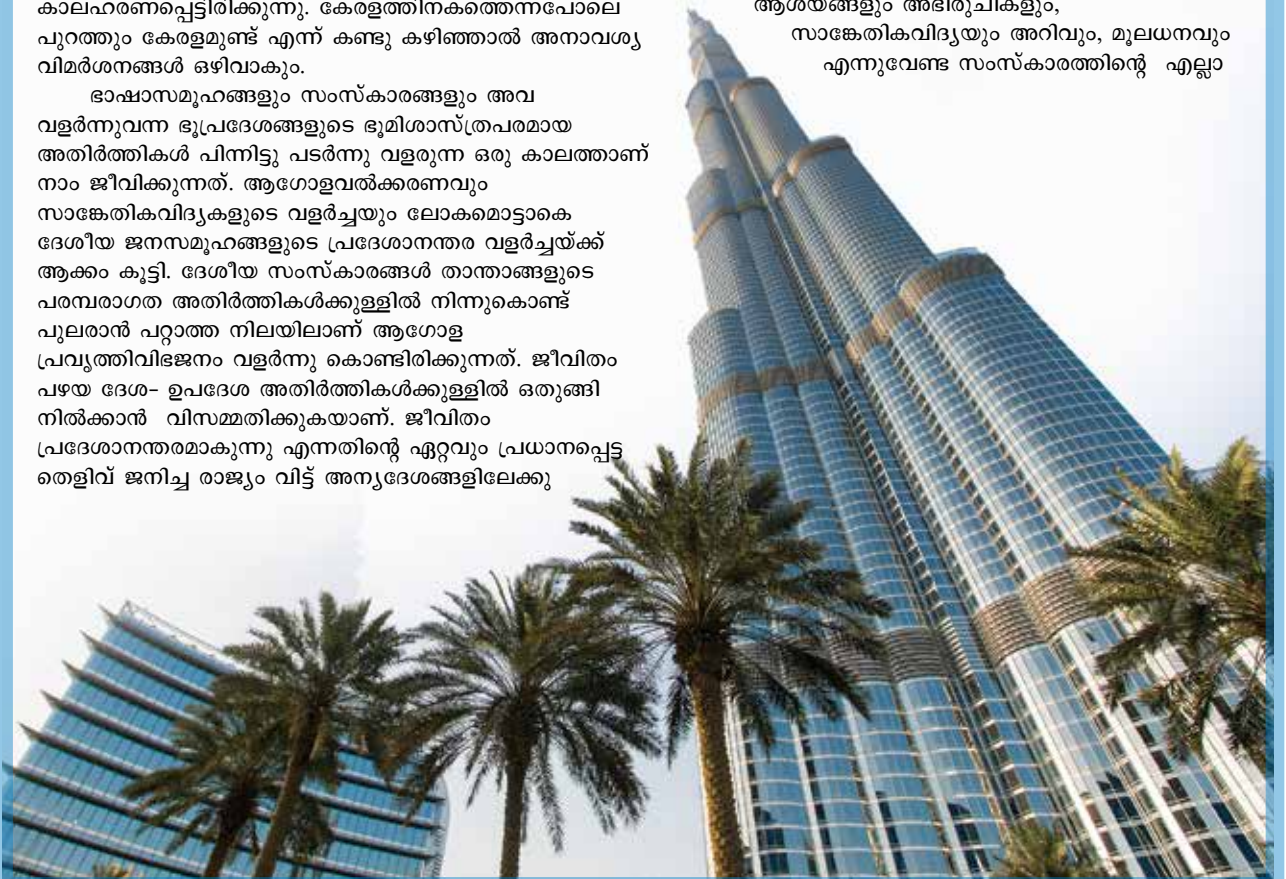 കാലഹരണപ്പെട്ടിരിക്കുന്നു. കേരളത്തിനകത്തെന്നപോലെ
പുറത്തും കേരളമുണ്ട് എന്ന് കണ്ടു കഴിഞ്ഞാൽ അനാവശ്യ
വിമർശനങ്ങൾ ഒഴിവാകും.
ഭാഷാസമൂഹങ്ങളും സംസ്കാരങ്ങളും അവ
വളർന്നുവന്ന ഭൂപ്രദേശങ്ങളുടെ ഭൂമിശാസ്ത്രപരമായ
അതിർത്തികൾ പിന്നിട്ടു പടർന്നു വളരുന്ന ഒരു കാലത്താണ്
നാം ജീവിക്കുന്നത്. ആഗോളവൽക്കരണവും
സാങ്കേതികവിദ്യകളുടെ വളർച്ചയും ലോകമൊട്ടാകെ
ദേശീയ ജനസമൂഹങ്ങളുടെ പ്രദേശാനന്തര വളർച്ചയ്ക്ക്
ആക്കം കൂട്ടി. ദേശീയ സംസ്കാരങ്ങൾ താന്താങ്ങളുടെ
പരമ്പരാഗത അതിർത്തികൾക്കുള്ളിൽ നിന്നുകൊണ്ട്
പുലരാൻ പറ്റാത്ത നിലയിലാണ് ആഗോള
പ്രവൃത്തിവിഭജനം വളർന്നു കൊണ്ടിരിക്കുന്നത്. ജീവിതം
പഴയ ദേശ- ഉപദേശ അതിർത്തികൾക്കുള്ളിൽ ഒതുങ്ങി
നിൽക്കാൻ വിസമ്മതിക്കുകയാണ്. ജീവിതം
പ്രദേശാനന്തരമാകുന്നു എന്നതിന്റെ ഏറ്റവും പ്രധാനപ്പെട്ട
തെളിവ് ജനിച്ച രാജ്യം വിട്ട് അന്യദേശങ്ങളിലേക്കു
ആശയങ്ങളും അഭിരുചികളും,
സാങ്കേതികവിദ്യയും അറിവും, മൂലധനവും
എന്നുവേണ്ട സംസ്കാരത്തിന്റെ എല്ലാ